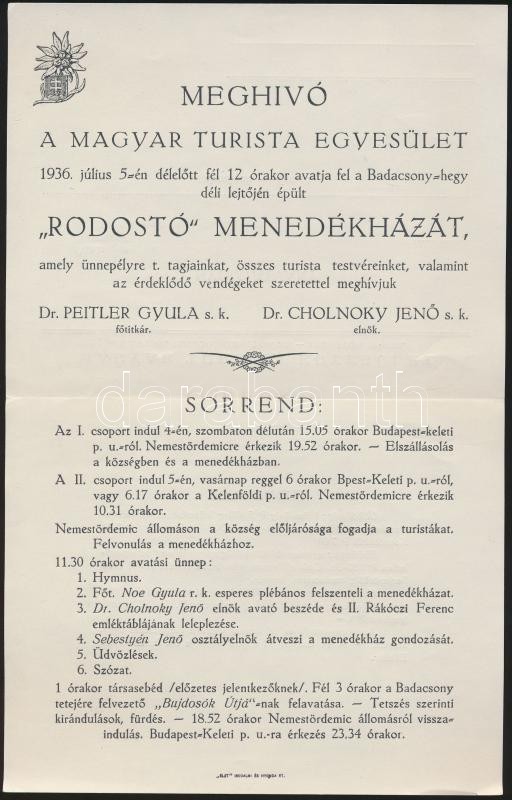 MEGHIVÓ
A MAGYAR TURISTA EGYESÜLET
1936. július 5-én délelőtt fél 12 órakor avatja fel a Badacsony-hegy
déli lejtőjén épült
„RODOSTÓ" MENEDÉKHÁZÁT,
amely ünnepélyre t. tagjainkat, összes turista testvéreinket, valamint
az érdeklődő vendégeket szeretettel meghívjuk
Dr. PEITLER GYULA s. k. Dr. CHOLNOKY JENŐ s. k.
főtitkár. elnök.
darabanth
SORREND:
Az I. csoport indul 4-én, szombaton délután 15.05 órakor Budapest-keleti
p. u.-ról. Nemestördemicre érkezik 19.52 órakor. — Elszállásolás
a községben és a menedékházban.
A II. csoport indul 5-én, vasárnap reggel 6 órakor Bpest-Keleti p. u.-ról,
vagy 6.17 órakor a Kelenföldi p. u.-ról. Nemestördemicre érkezik
10.31 órakor.
Nemestördemic állomáson a község előljárósága fogadja a turistákat.
Felvonulás a menedékházhoz.
11.30 órakor avatási ünnep:
1. Hymnus.
2. Főt. Noe Gyula r. k. esperes plébános felszenteli a menedékházat.
3. Dr. Cholnoky Jenő elnök avató beszéde és II. Rákóczi Ferenc
emléktáblájának leleplezése.
4. Sebestyén Jenő osztályelnök átveszi a menedékház gondozását.
5. Üdvözlések.
6. Szózat.
1 órakor társasebéd /előzetes jelentkezőknek/. Fél 3 órakor a Badacsony
tetejére felvezető „Bujdosók Útjá"-nak felavatása. — Tetszés szerinti
kirándulások, fürdés. — 18.52 órakor Nemestördemic állomásról vissza-
indulás. Budapest-Keleti p. u.-ra érkezés 23.34 órakor.
„ÉLET" IRODALMI ÉS NYOMDA RT.